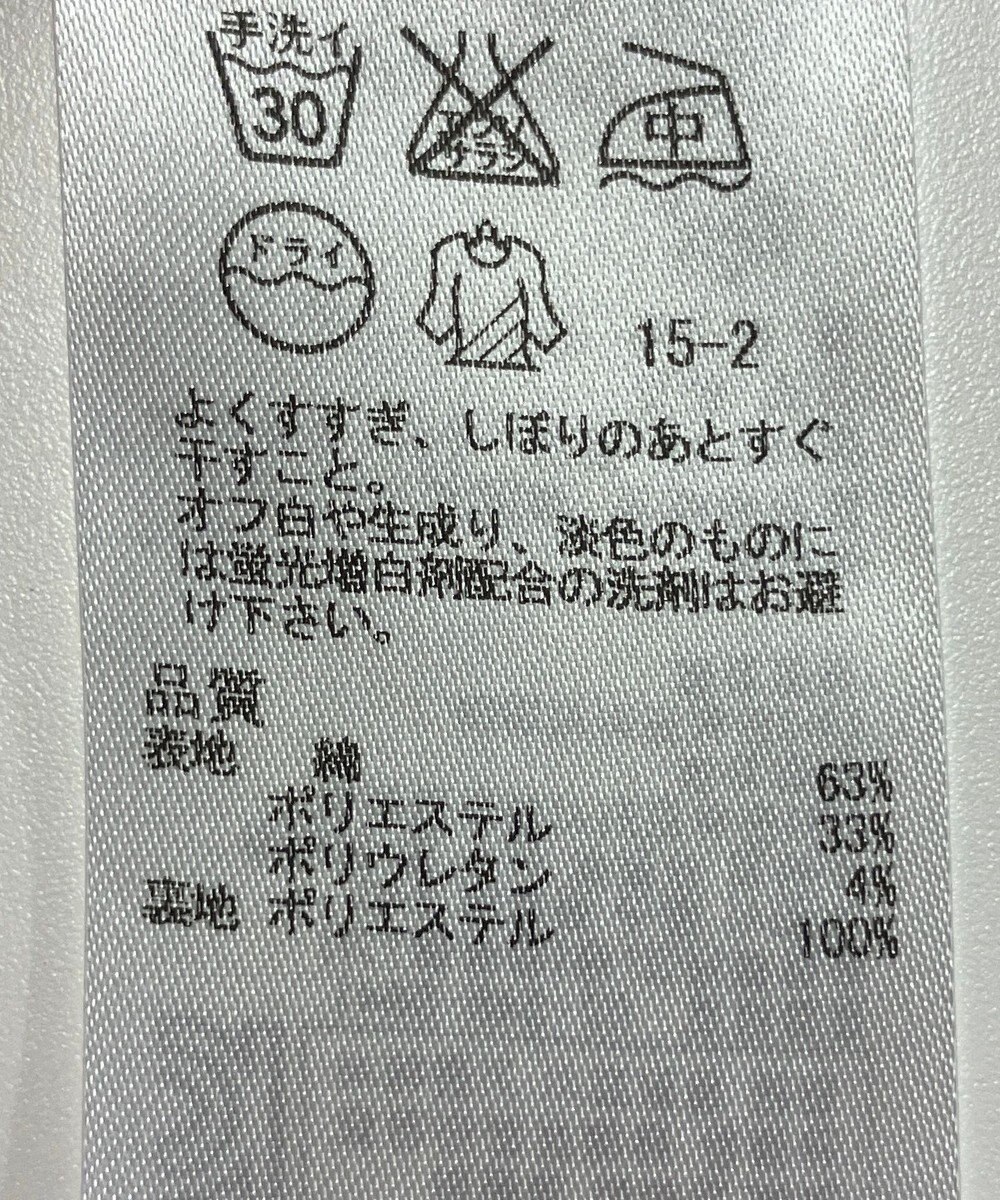 手洗イ
30
エンソ
サラシ
中
ドライ
15-2
よくすすぎ、しぼりのあとすぐ
干すこと。
オフ白や生成り、淡色のものに
は蛍光増白剤配合の洗剤はお避
け下さい。
品質
表地 綿 63%
ポリエステル 33%
ポリウレタン 4%
裏地 ポリエステル 100%